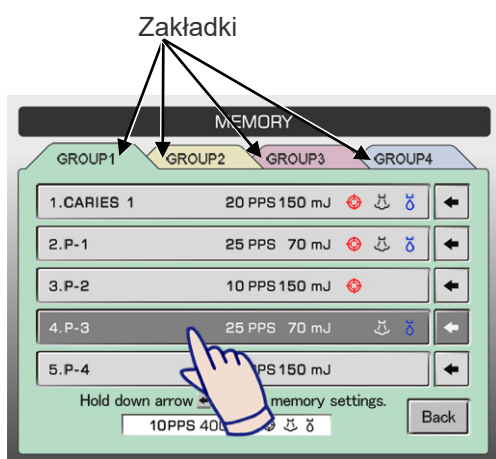 Zakładki
MEMORY
GROUP1 GROUP2 GROUP3 GROUP4
1.CARIES 1 20 PPS 150 mJ
2.P-1 25 PPS 70 mJ
3.P-2 10 PPS 150 mJ
4.P-3 25 PPS 70 mJ
5.P-4 PS 150 mJ
Hold down arrow memory settings.
10PPS 400
Back